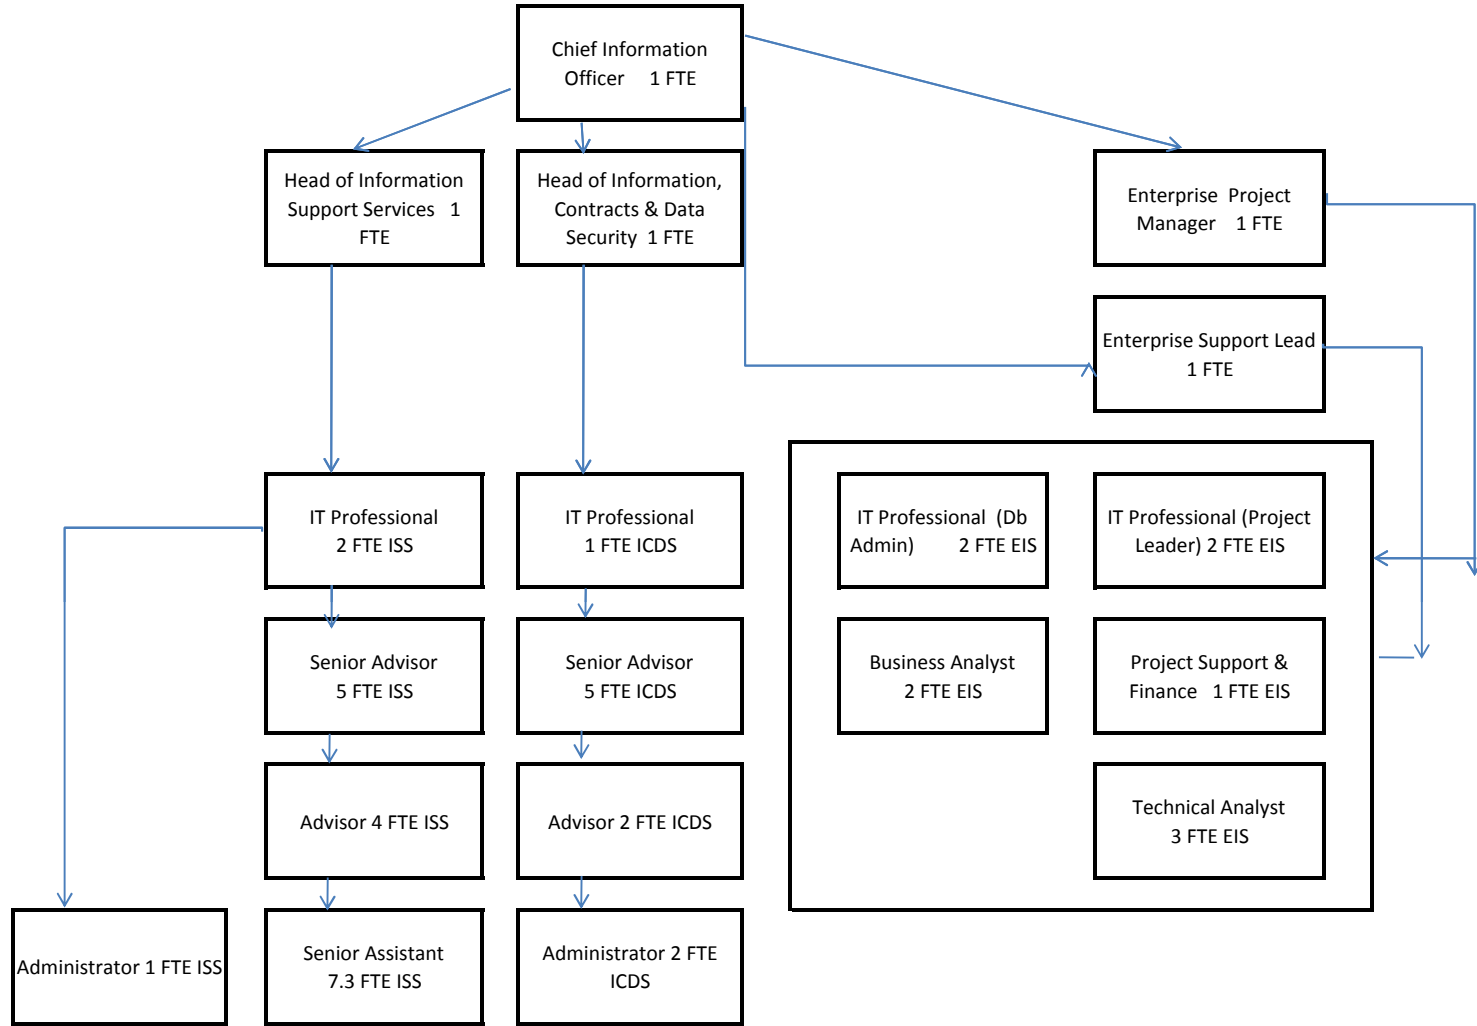 Chief Information
Officer 1 FTE
Head of Information
Support Services 1
FTE
Head of Information,
Contracts & Data
Security 1 FTE
Enterprise Project
Manager 1 FTE
Enterprise Support Lead
1 FTE
IT Professional
2 FTE ISS
IT Professional
1 FTE ICDS
IT Professional (Db
Admin) 2 FTE EIS
IT Professional (Project
Leader) 2 FTE EIS
Senior Advisor
5 FTE ISS
Senior Advisor
5 FTE ICDS
Business Analyst
2 FTE EIS
Project Support &
Finance 1 FTE EIS
Advisor 4 FTE ISS
Advisor 2 FTE ICDS
Technical Analyst
3 FTE EIS
Administrator 1 FTE ISS
Senior Assistant
7.3 FTE ISS
Administrator 2 FTE
ICDS